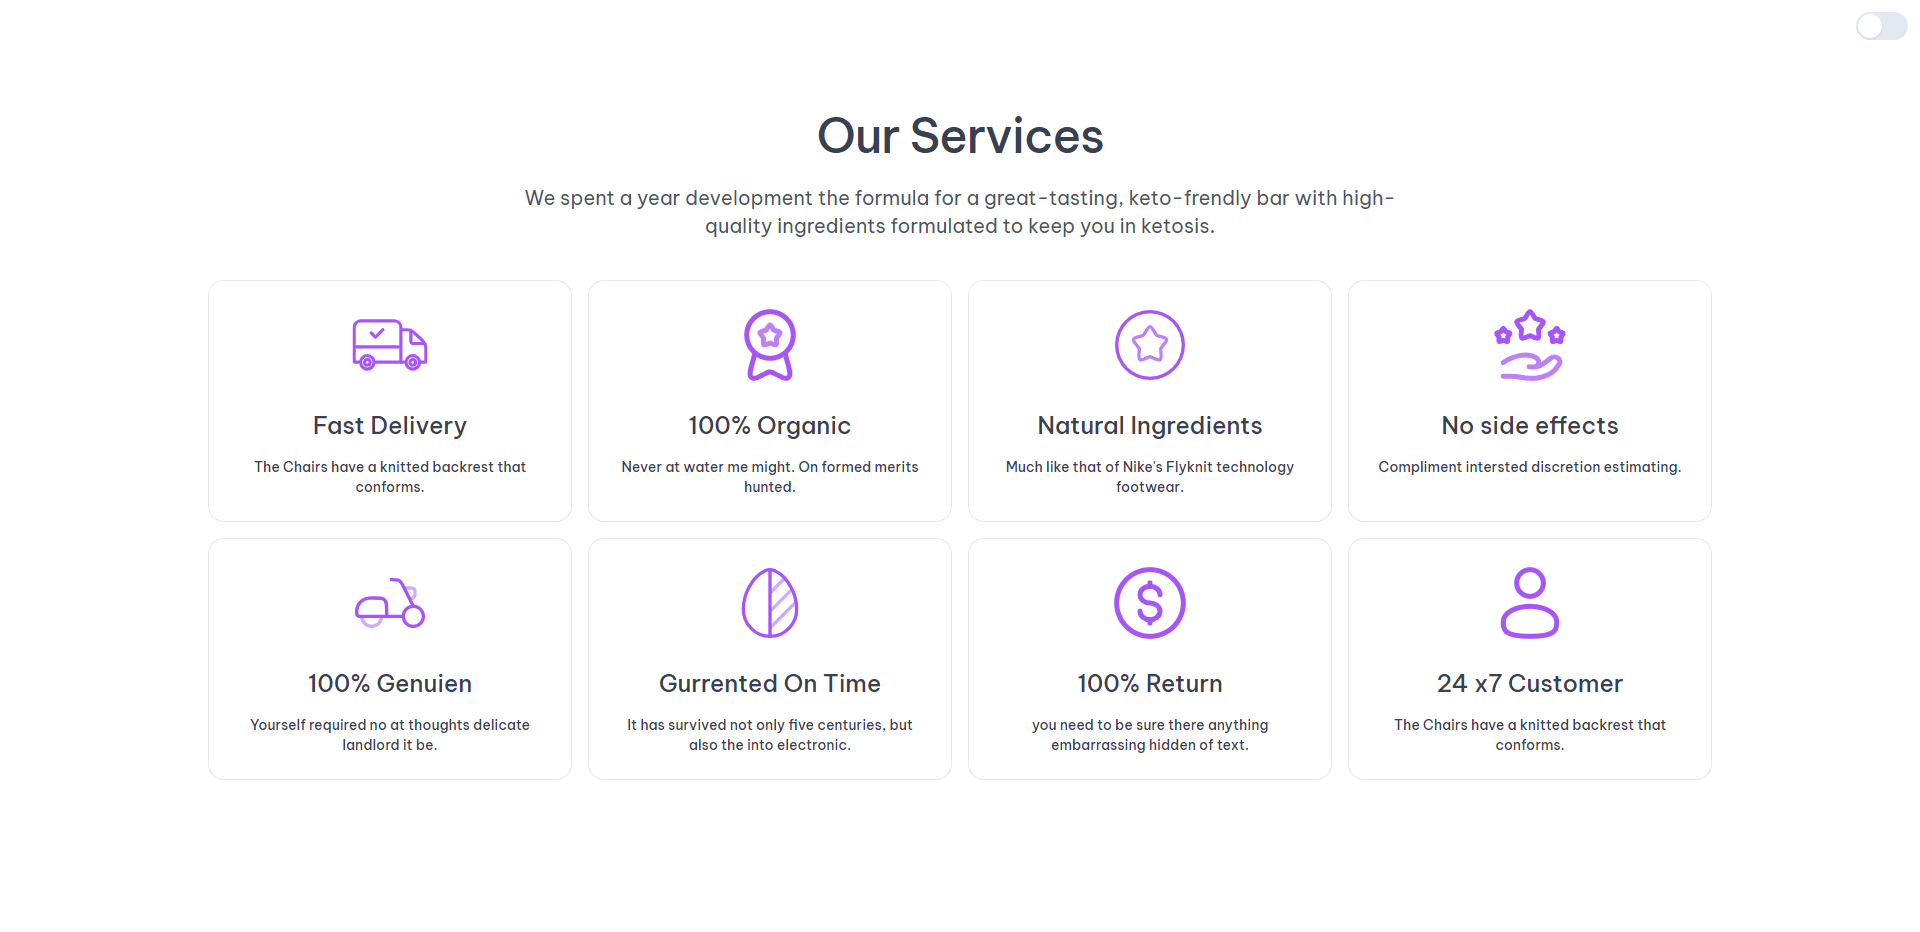 Our Services
We spent a year development the formula for a great-tasting, keto-frendly bar with high-
quality ingredients formulated to keep you in ketosis.
Fast Delivery
The Chairs have a knitted backrest that
conforms.
100% Organic
Never at water me might. On formed merits
hunted.
Natural Ingredients
Much like that of Nike's Flyknit technology
footwear.
No side effects
Compliment intersted discretion estimating.
100% Genuien
Yourself required no at thoughts delicate
landlord it be.
Gurrented On Time
It has survived not only five centuries, but
also the into electronic.
100% Return
you need to be sure there anything
embarrassing hidden of text.
24 x7 Customer
The Chairs have a knitted backrest that
conforms.